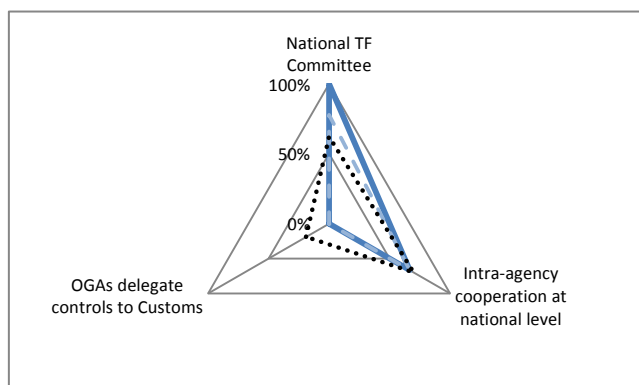 National TF
Committee
100%
50%
0%
OGAs delegate
controls to Customs
Intra-agency
cooperation at
national level